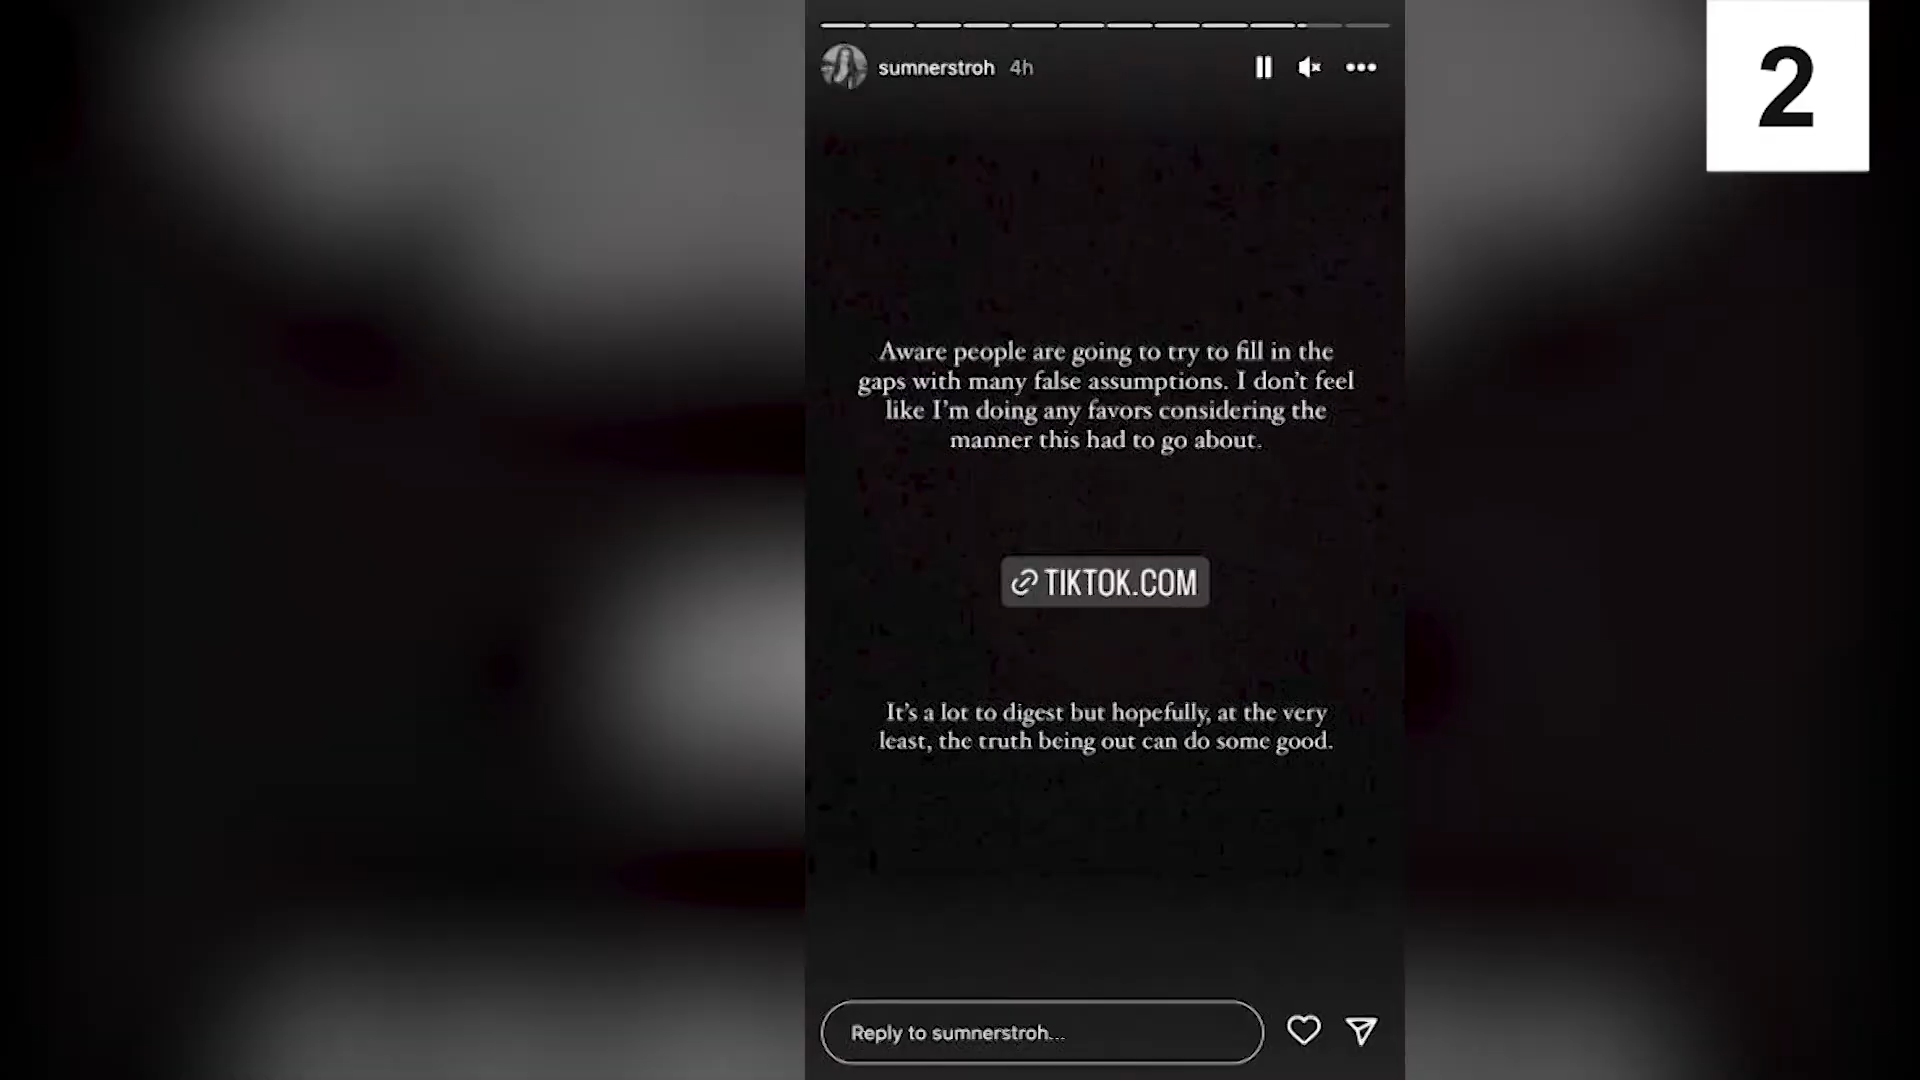 sumnerstroh 4h
2
Aware people are going to try to fill in the
gaps with many false assumptions. I don't feel
like I'm doing any favors considering the
manner this had to go about.
TIKTOK.COM
It's a lot to digest but hopefully, at the very
least, the truth being out can do some good.
Reply to sumnerstroh...